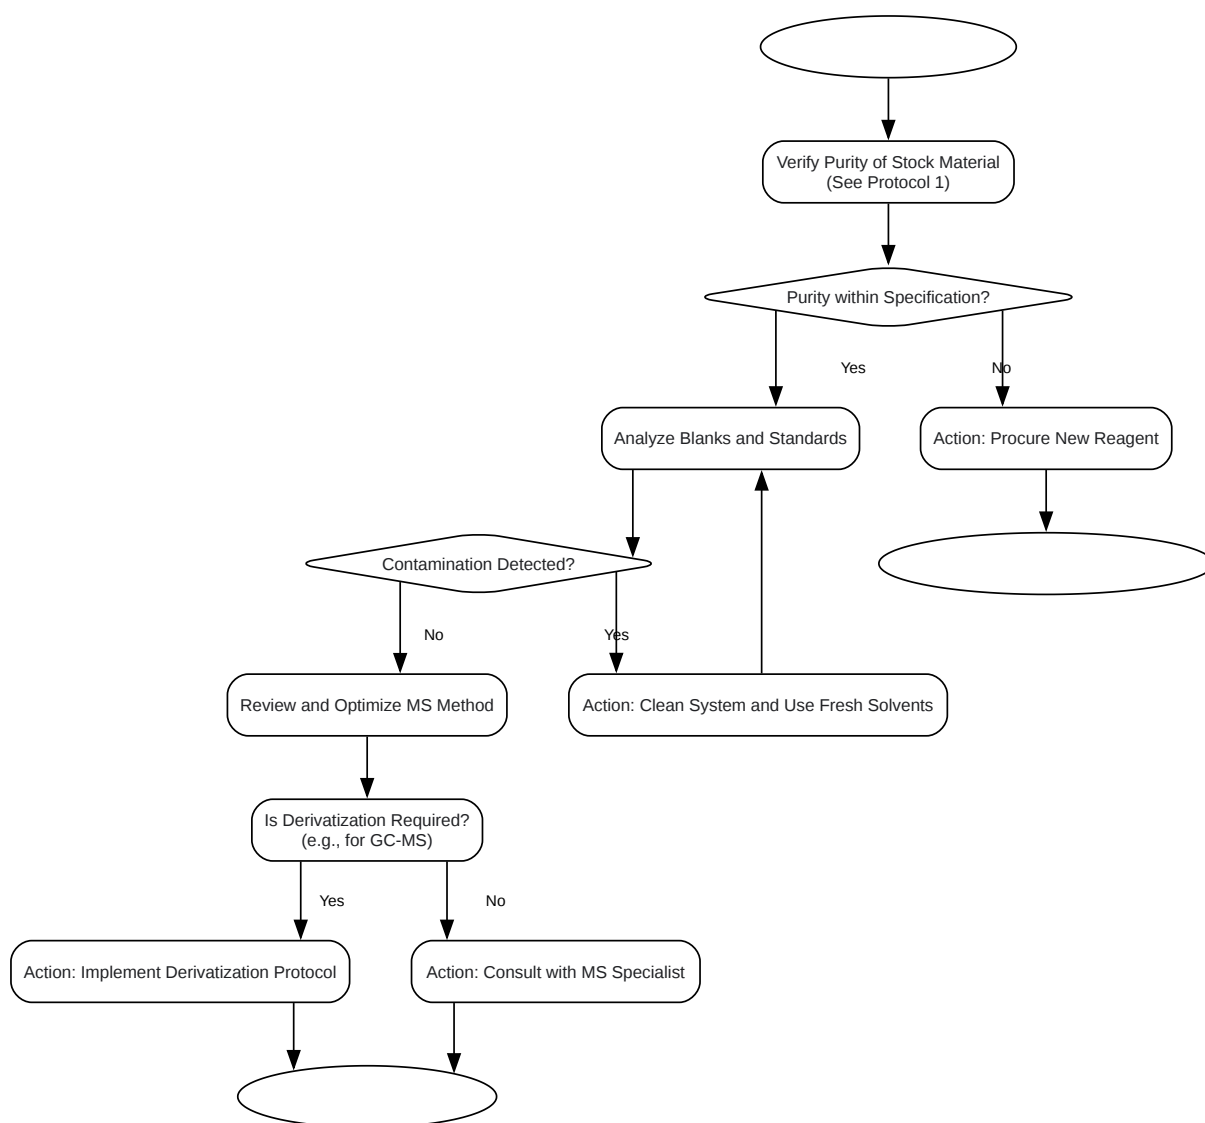 Verify Purity of Stock Material
(See Protocol 1)
Purity within Specification?
Yes
No
Analyze Blanks and Standards
Action: Procure New Reagent
Contamination Detected?
No
Yes
Review and Optimize MS Method
Action: Clean System and Use Fresh Solvents
Is Derivatization Required?
(e.g., for GC-MS)
Yes
No
Action: Implement Derivatization Protocol
Action: Consult with MS Specialist